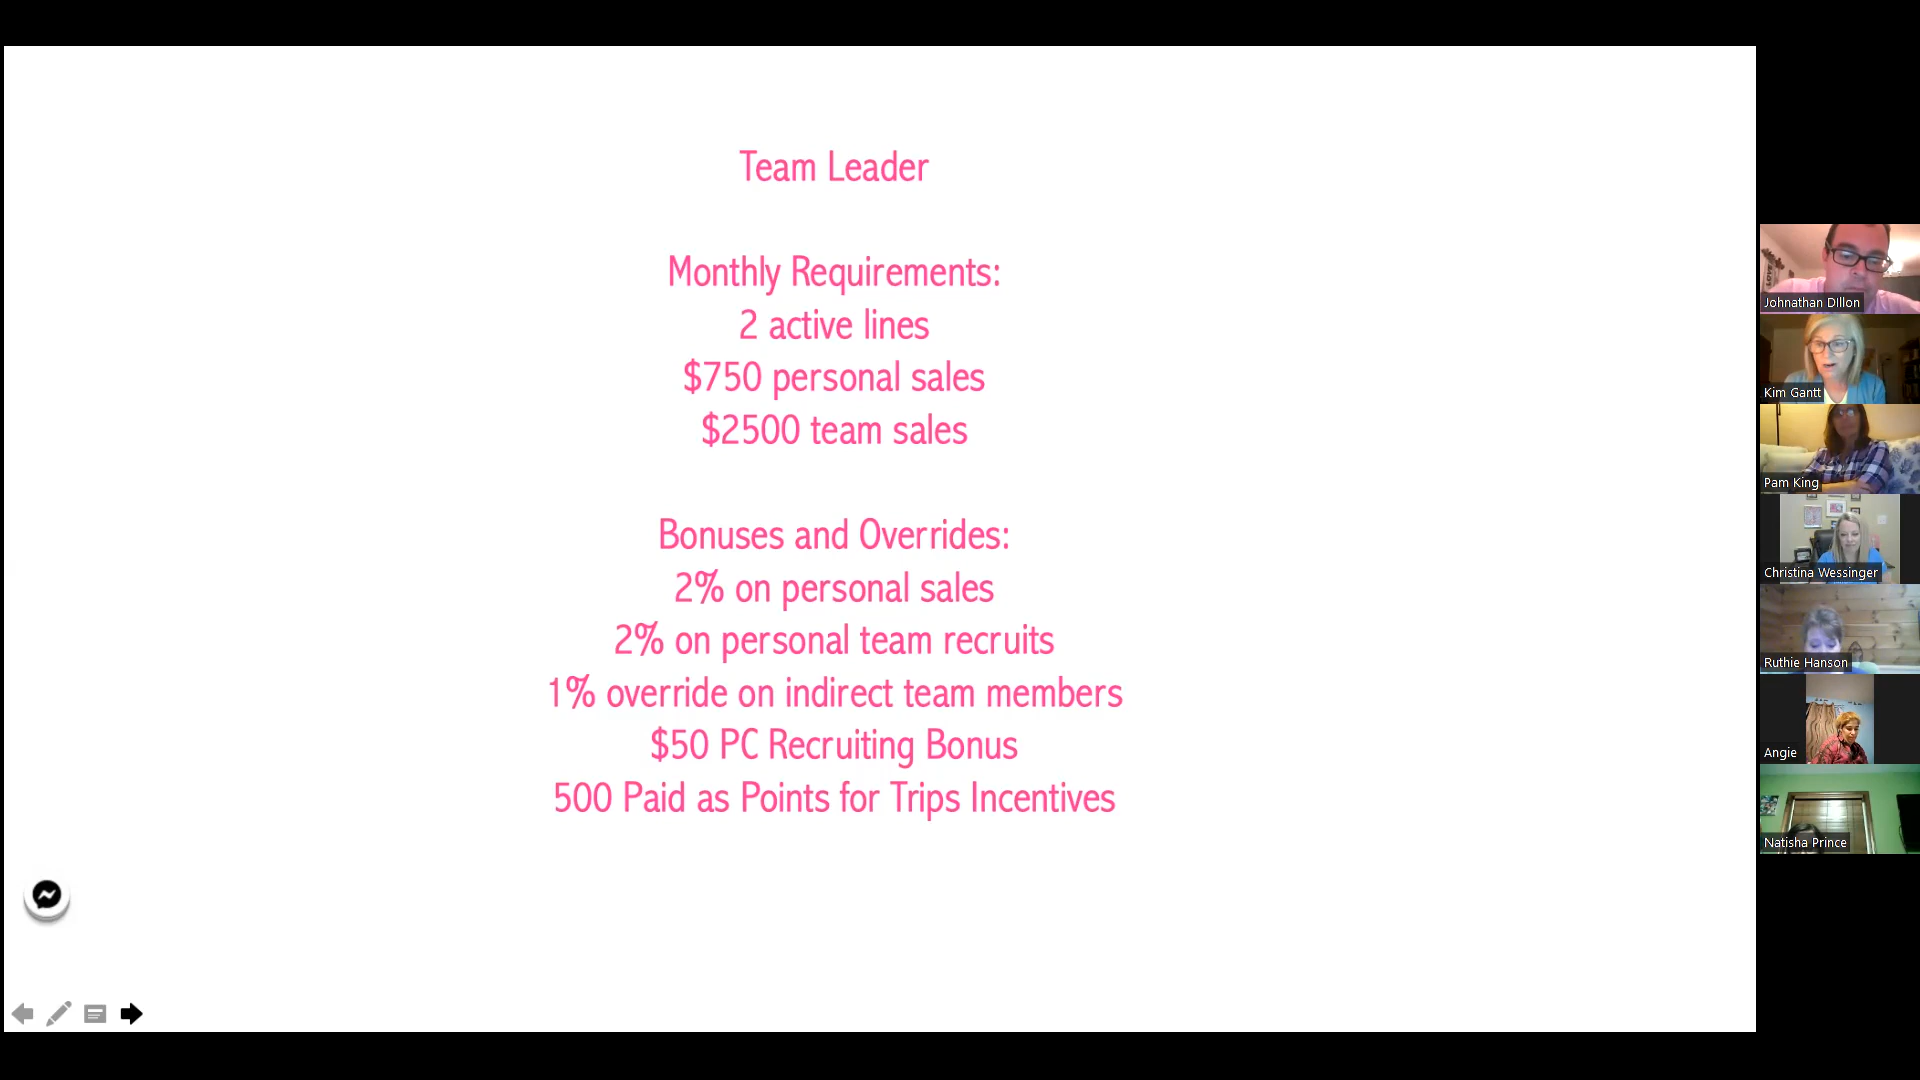 Team Leader
Monthly Requirements:
2 active lines
$750 personal sales
$2500 team sales
Bonuses and Overrides:
2% on personal sales
2% on personal team recruits
1% override on indirect team members
$50 PC Recruiting Bonus
500 Paid as Points for Trips Incentives
Johnathan DIllon
Kim Gantt
Pam King
Christina Wessinger
Ruthie Hanson
Angie
Natisha Prince